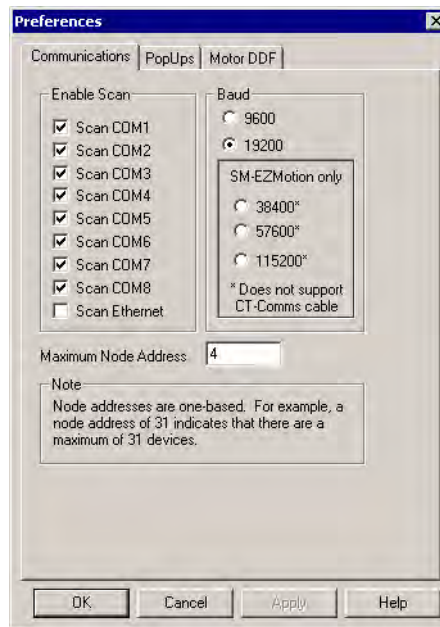 Preferences
Communications PopUps Motor DDF
Enable Scan
Scan COM1
Scan COM2
Scan COM3
Scan COM4
Scan COM5
Scan COM6
Scan COM7
Scan COM8
Scan Ethernet
Baud
9600
19200
SM-EZMotion only
38400*
57600*
115200*
* Does not support
CT-Comms cable
Maximum Node Address 4
Note
Node addresses are one-based. For example, a
node address of 31 indicates that there are a
maximum of 31 devices.
OK Cancel Apply Help